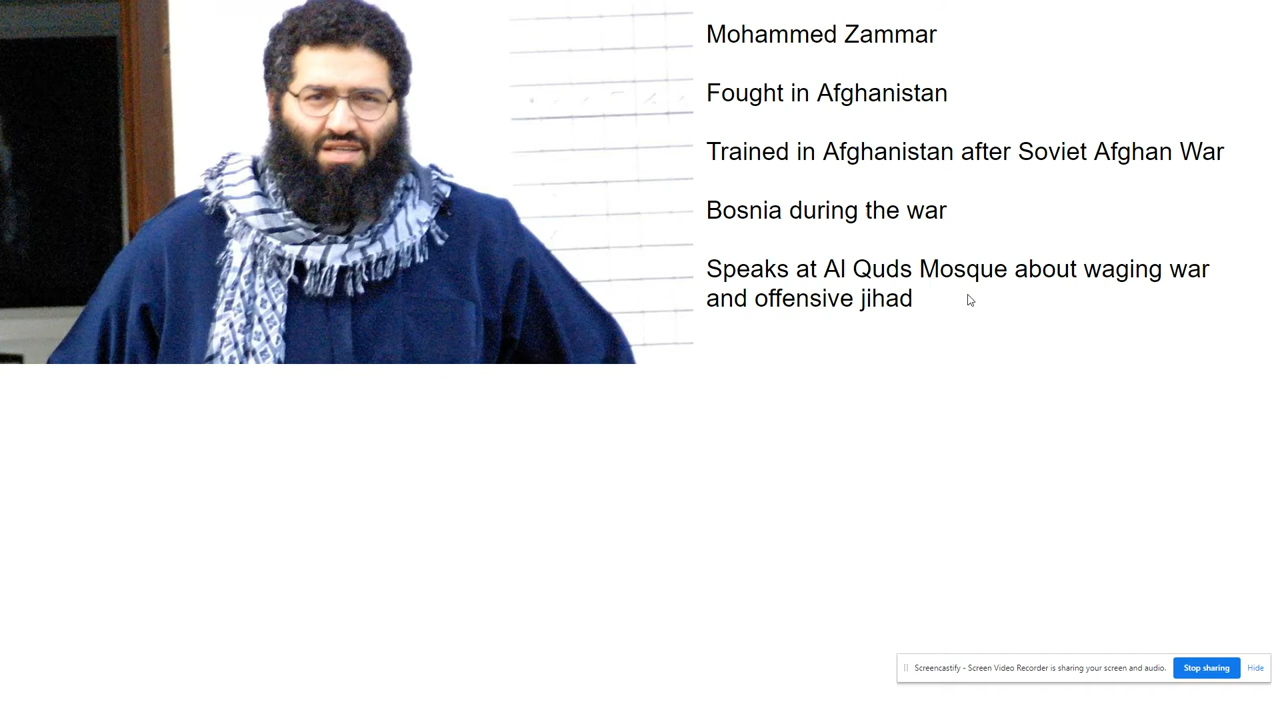 Mohammed Zammar
Fought in Afghanistan
Trained in Afghanistan after Soviet Afghan War
Bosnia during the war
Speaks at Al Quds Mosque about waging war
and offensive jihad
Screencastify - Screen Video Recorder is sharing your screen and audio. Stop sharing Hide